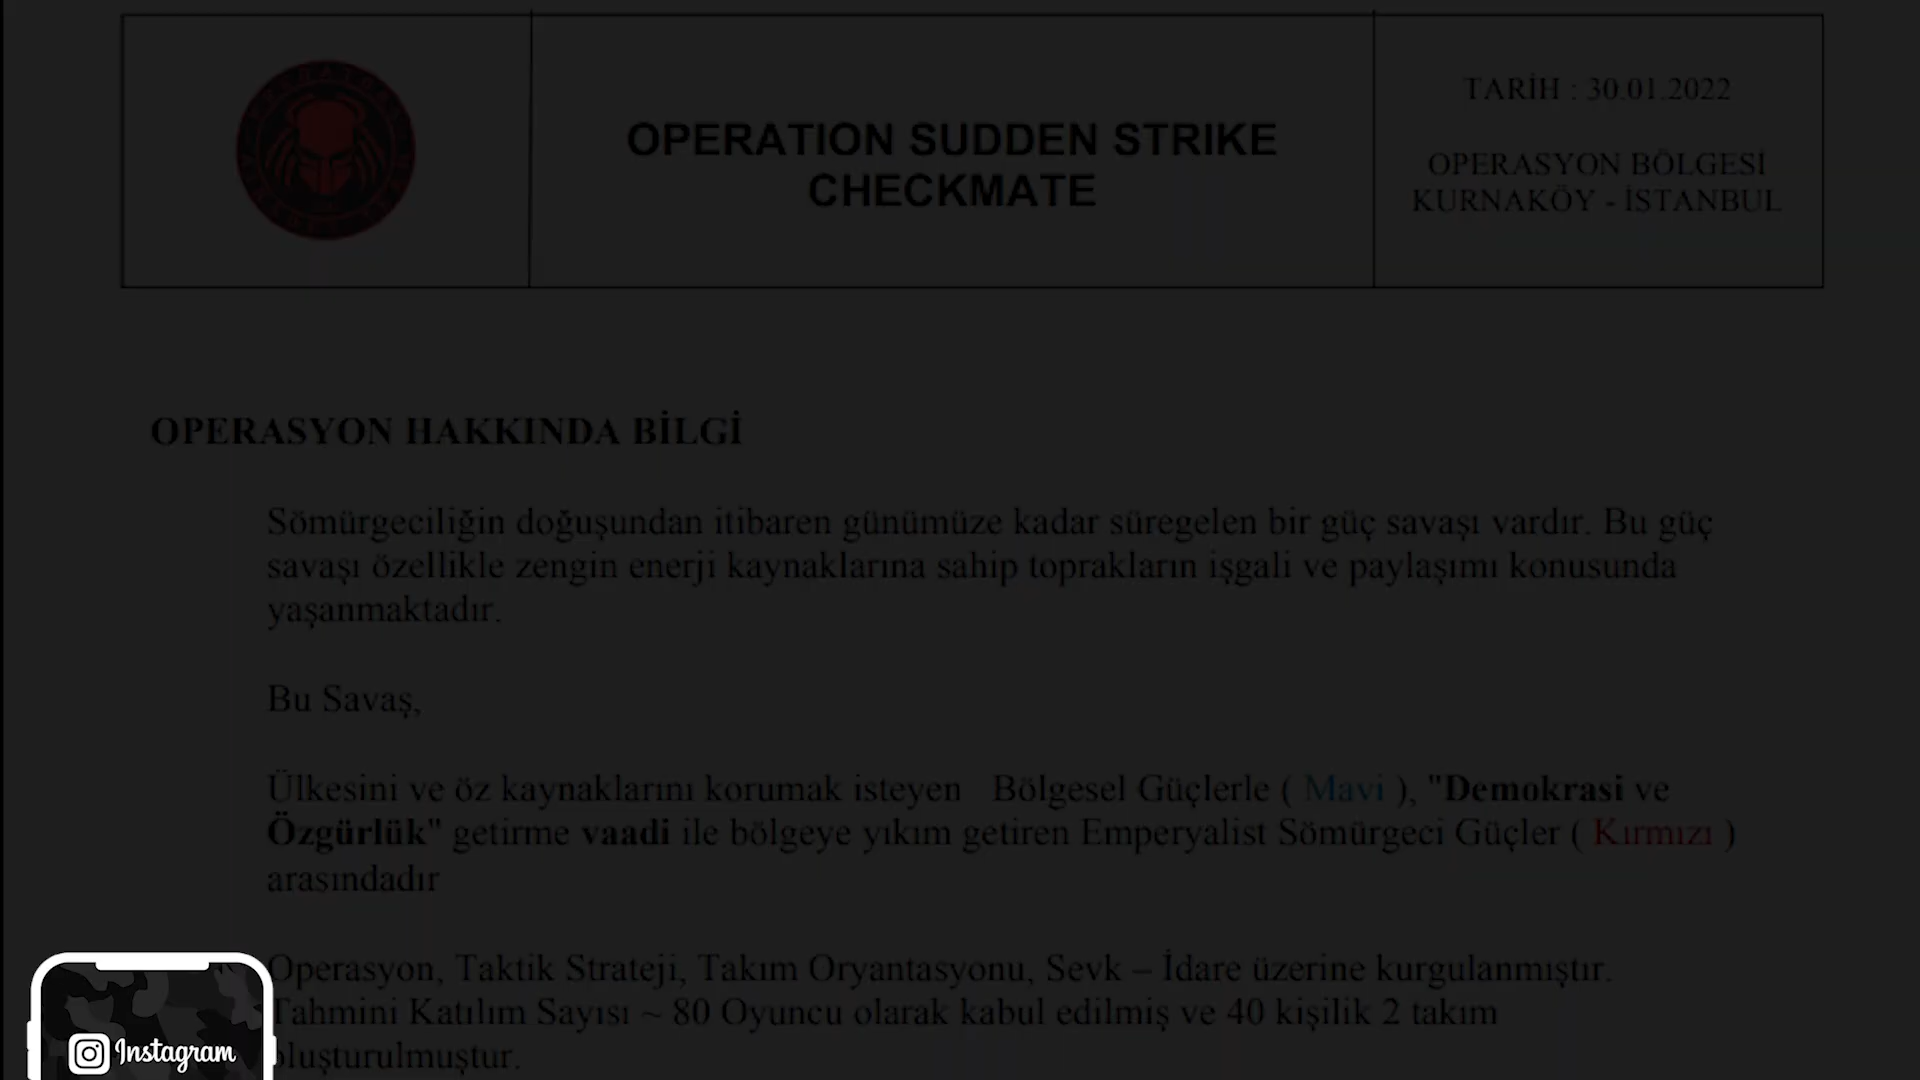 OPERATION SUDDEN STRIKE
CHECKMATE
TARİH : 30.01.2022
OPERASYON BÖLGESİ
KURNAKÖY - İSTANBUL
OPERASYON HAKKINDA BİLGİ
Sömürgeciliğin doğuşundan itibaren günümüze kadar süregelen bir güç savaşı vardır. Bu güç
savaşı özellikle zengin enerji kaynaklarına sahip toprakların işgali ve paylaşımı konusunda
yaşanmaktadır.
Bu Savaş,
Ülkesini ve öz kaynaklarını korumak isteyen Bölgesel Güçlerle ( Mavi ), "Demokrasi ve
Özgürlük" getirme vaadi ile bölgeye yıkım getiren Emperyalist Sömürgeci Güçler ( Kırmızı )
arasındadır
Operasyon, Taktik Strateji, Takım Oryantasyonu, Sevk – İdare üzerine kurgulanmıştır.
Tahmini Katılım Sayısı ~ 80 Oyuncu olarak kabul edilmiş ve 40 kişilik 2 takım
oluşturulmuştur.
Instagram